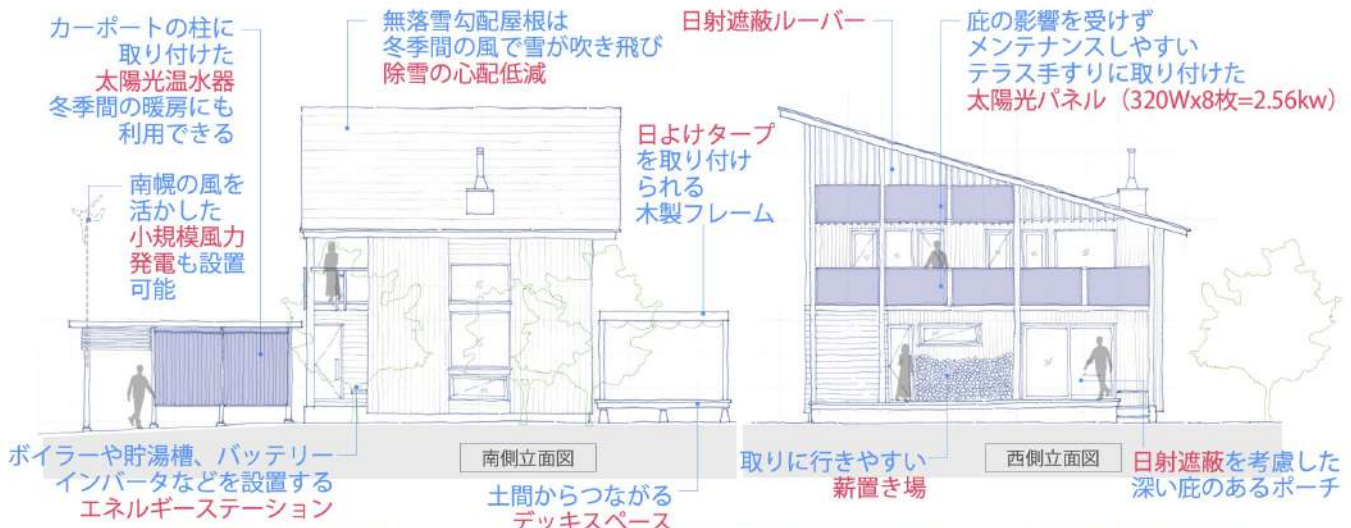 カーポートの柱に
取り付けた
太陽光温水器
冬季間の暖房にも
利用できる
無落雪勾配屋根は
冬季間の風で雪が吹き飛び
除雪の心配低減
日射遮蔽ルーバー
庇の影響を受けず
メンテナンスしやすい
テラス手すりに取り付けた
太陽光パネル（320Wx8枚=2.56kw）
南幌の風を
活かした
小規模風力
発電も設置
可能
日よけタープ
を取り付け
られる
木製フレーム
ボイラーや貯湯槽、バッテリー
インバータなどを設置する
エネルギーステーション
南側立面図
土間からつながる
デッキスペース
取りに行きやすい
薪置き場
西側立面図
日射遮蔽を考慮した
深い庇のあるポーチ